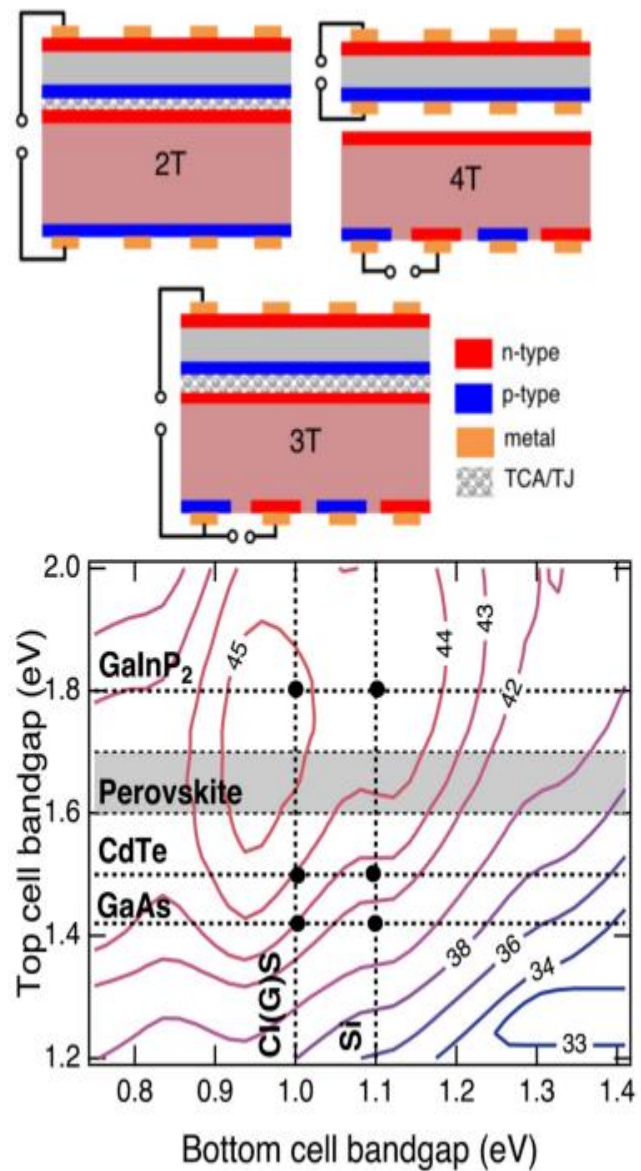 2T
4T
3T
n-type
p-type
metal
TCA/TJ
Top cell bandgap (eV)
2.0
1.8
1.6
1.4
1.2
GaInP2
Perovskite
CdTe
GaAs
CI(G)S
Si
45
44
43
42
38
36
34
33
0.8 0.9 1.0 1.1 1.2 1.3 1.4
Bottom cell bandgap (eV)